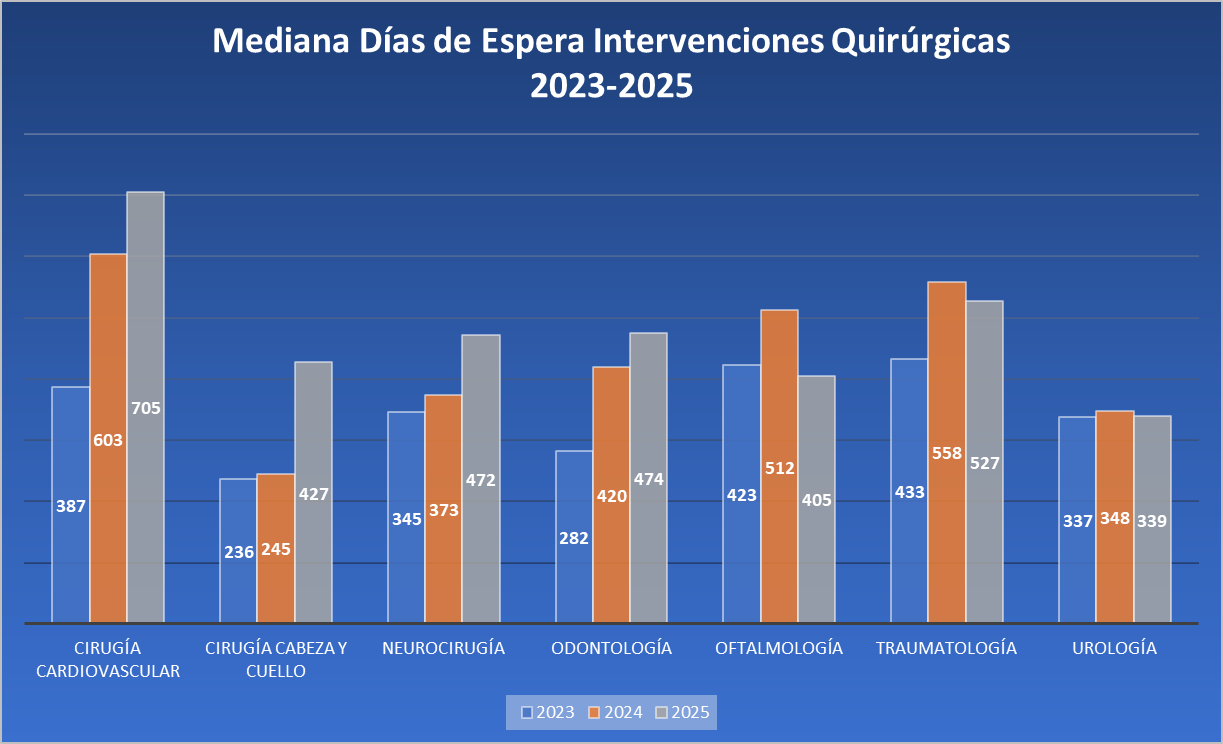 Mediana Días de Espera Intervenciones Quirúrgicas
2023-2025
387
603
705
236
245
427
345
373
472
282
420
474
423
512
405
433
558
527
337
348
339
CIRUGÍA
CARDIOVASCULAR
CIRUGÍA CABEZA Y
CUELLO
NEUROCIRUGÍA
ODONTOLOGÍA
OFTALMOLOGÍA
TRAUMATOLOGÍA
UROLOGÍA
2023
2024
2025